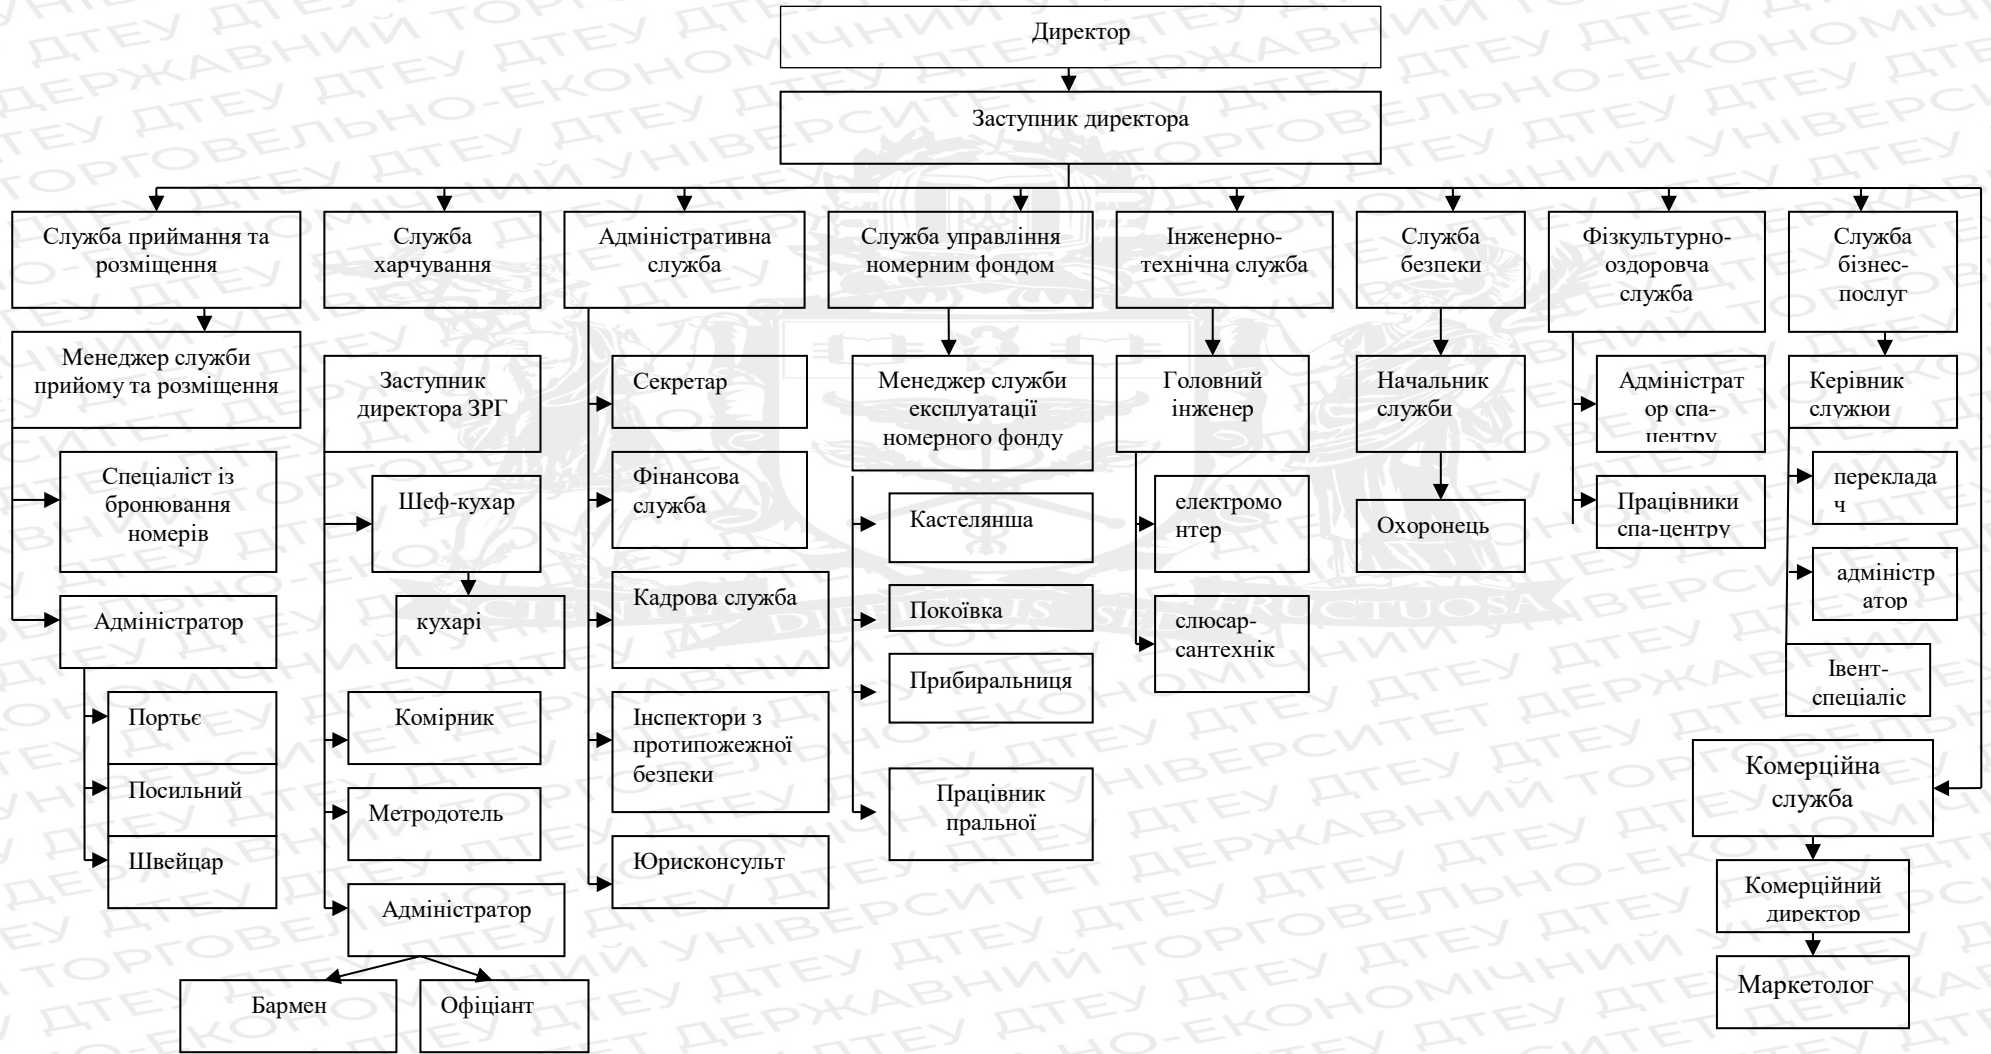 Директор
Заступник директора
Служба приймання та
розміщення
Служба
харчування
Адміністративна
служба
Служба управління
номерним фондом
Інженерно-
технічна служба
Служба
безпеки
Фізкультурно-
оздоровча
служба
Служба
бізнес-
послуг
Менеджер служби
прийому та розміщення
Спеціаліст із
бронювання
номерів
Адміністратор
Портьє
Посильний
Швейцар
Заступник
директора ЗРГ
Шеф-кухар
кухарі
Комірник
Метродотель
Адміністратор
Бармен
Офіціант
Секретар
Фінансова
служба
Кадрова служба
Інспектори з
протипожежної
безпеки
Юрисконсульт
Менеджер служби
експлуатації
номерного фонду
Кастелянша
Покоївка
Прибиральниця
Працівник
пральної
Головний
інженер
електромо
нтер
слюсар-
сантехнік
Начальник
служби
Охоронець
Адміністрат
ор спа-
центру
Працівники
спа-центру
Керівник
служюи
переклада
ч
адміністр
атор
Івент-
спеціаліс
Комерційна
служба
Комерційний
директор
Маркетолог